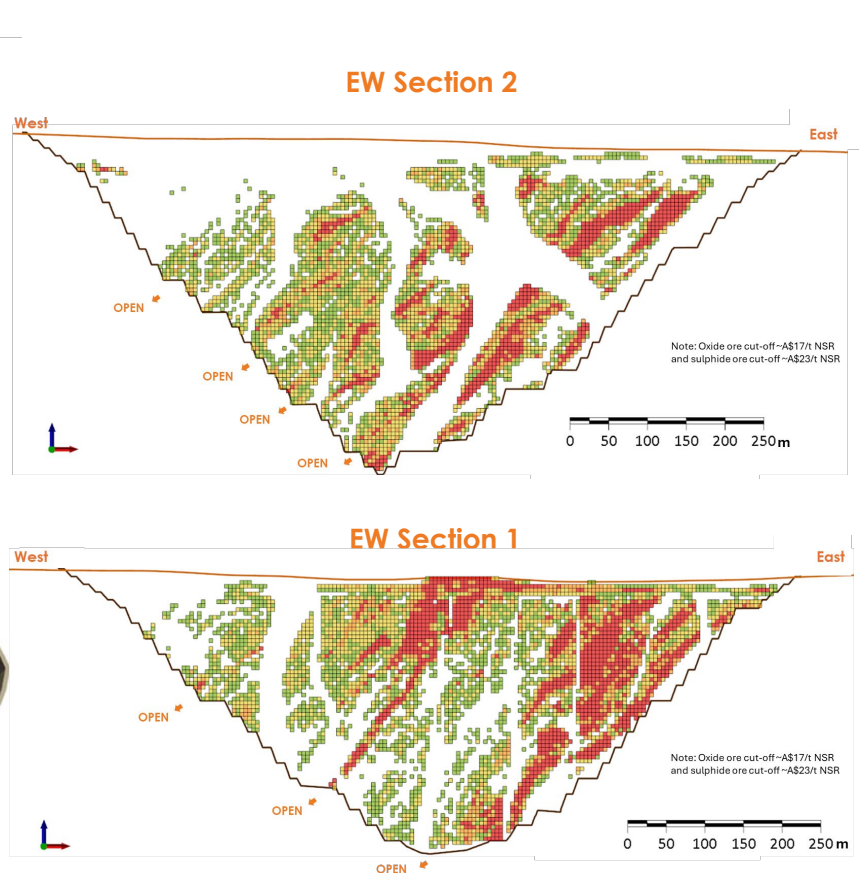 EW Section 2
West
East
OPEN
Note: Oxide ore cut-off ~A$17/t NSR
and sulphide ore cut-off ~A$23/t NSR
OPEN
OPEN
0 50 100 150 200 250 m
OPEN
EW Section 1
West
East
OPEN
Note: Oxide ore cut-off ~A$17/t NSR
and sulphide ore cut-off ~A$23/t NSR
OPEN
0 50 100 150 200 250 m
OPEN